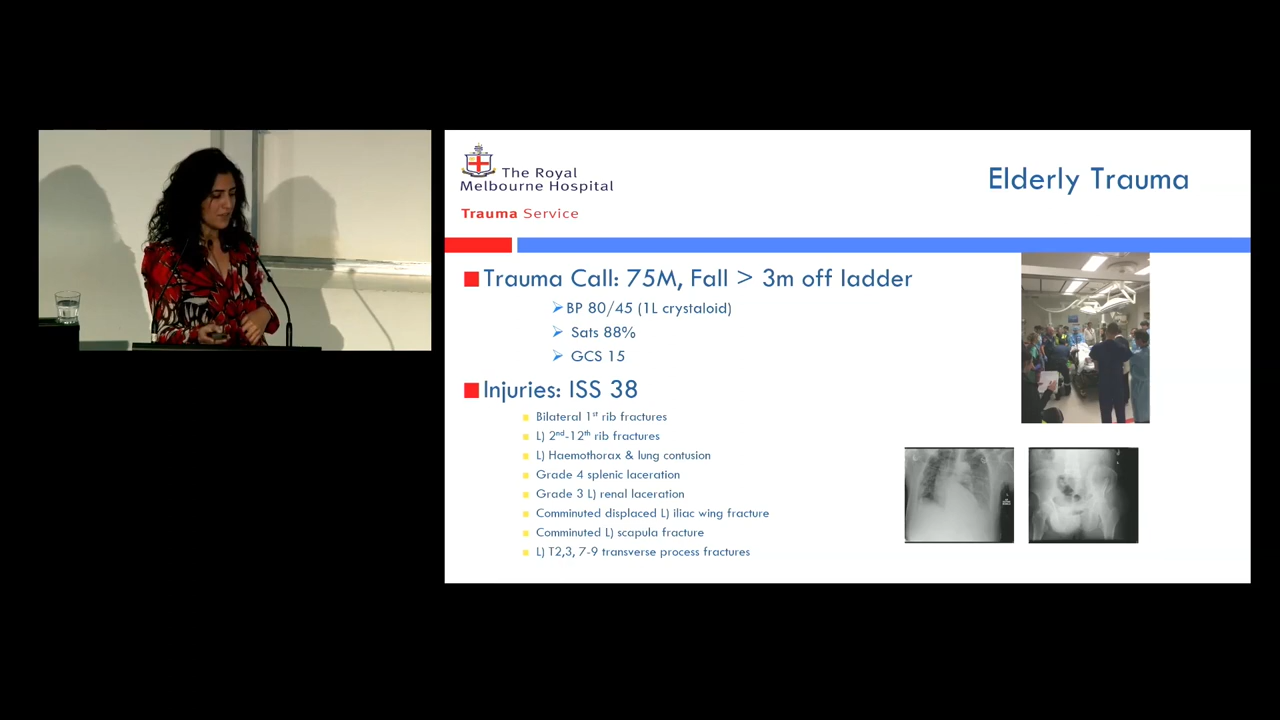 The Royal
Melbourne Hospital
Trauma Service
Elderly Trauma
Trauma Call: 75M, Fall > 3m off ladder
BP 80/45 (1L crystaloid)
Sats 88%
GCS 15
Injuries: ISS 38
Bilateral 1st rib fractures
L) 2nd-12th rib fractures
L) Haemothorax & lung contusion
Grade 4 splenic laceration
Grade 3 L) renal laceration
Comminuted displaced L) iliac wing fracture
Comminuted L) scapula fracture
L) T2,3, 7-9 transverse process fractures